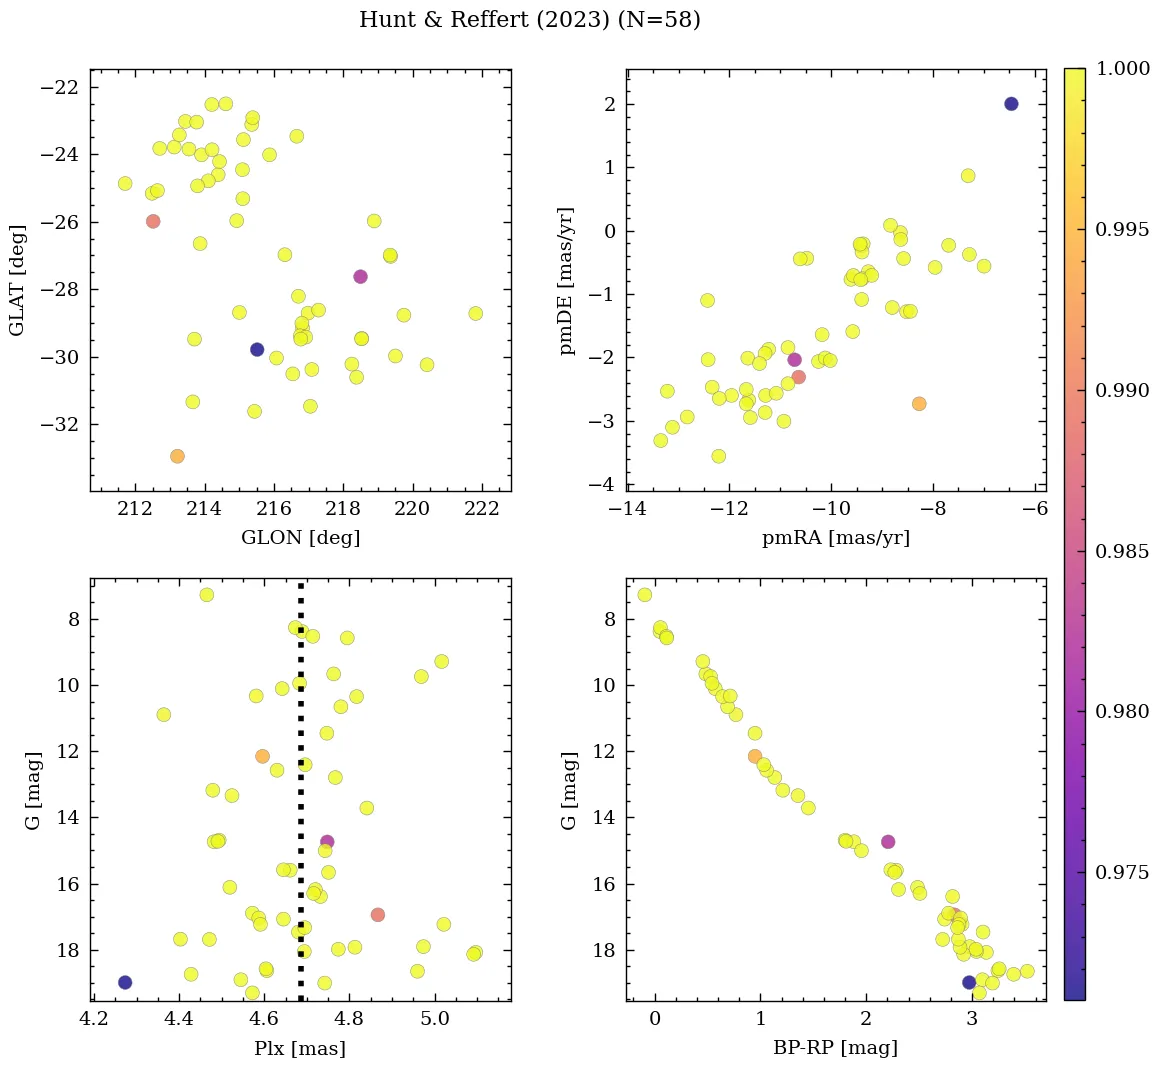 Hunt & Reffert (2023) (N=58)
−22
−24
−26
−28
−30
−32
GLAT [deg]
212 214 216 218 220 222
GLON [deg]
2
1
0
−1
−2
−3
−4
pmDE [mas/yr]
−14 −12 −10 −8 −6
pmRA [mas/yr]
8
10
12
14
16
18
G [mag]
4.2 4.4 4.6 4.8 5.0
Plx [mas]
8
10
12
14
16
18
G [mag]
0 1 2 3
BP-RP [mag]
1.000
0.995
0.990
0.985
0.980
0.975